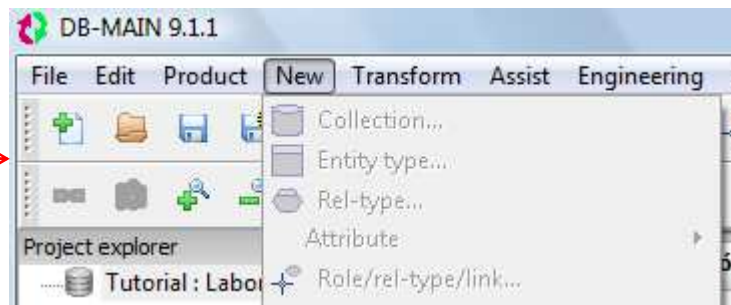 DB-MAIN 9.1.1
File Edit Product New Transform Assist Engineering
Collection...
Entity type...
Rel-type...
Attribute
Project explorer
Tutorial : Labo
Role/rel-type/link...